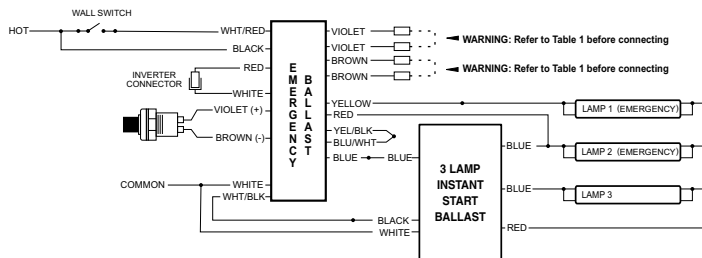 WALL SWITCH
HOT
WHT/RED
BLACK
RED
INVERTER
CONNECTOR
WHITE
VIOLET (+)
BROWN (-)
COMMON
WHITE
WHT/BLK
EMERGENCY
BALLAST
VIOLET
VIOLET
WARNING: Refer to Table 1 before connecting
BROWN
BROWN
WARNING: Refer to Table 1 before connecting
YELLOW
RED
YEL/BLK
BLU/WHT
BLUE
BLUE
BLACK
WHITE
3 LAMP
INSTANT
START
BALLAST
BLUE
BLUE
RED
LAMP 1 (EMERGENCY)
LAMP 2 (EMERGENCY)
LAMP 3